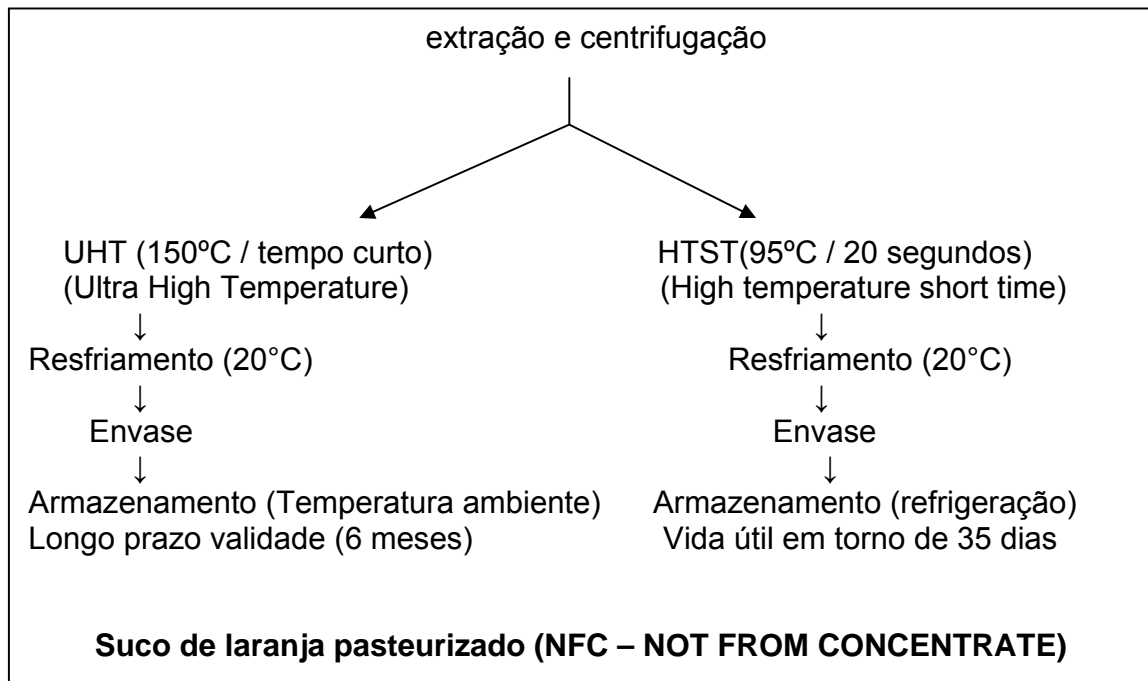 extração e centrifugação
UHT (150ºC / tempo curto)
(Ultra High Temperature)
↓
Resfriamento (20°C)
↓
Envase
↓
Armazenamento (Temperatura ambiente)
Longo prazo validade (6 meses)
HTST(95ºC / 20 segundos)
(High temperature short time)
↓
Resfriamento (20°C)
↓
Envase
↓
Armazenamento (refrigeração)
Vida útil em torno de 35 dias
Suco de laranja pasteurizado (NFC – NOT FROM CONCENTRATE)